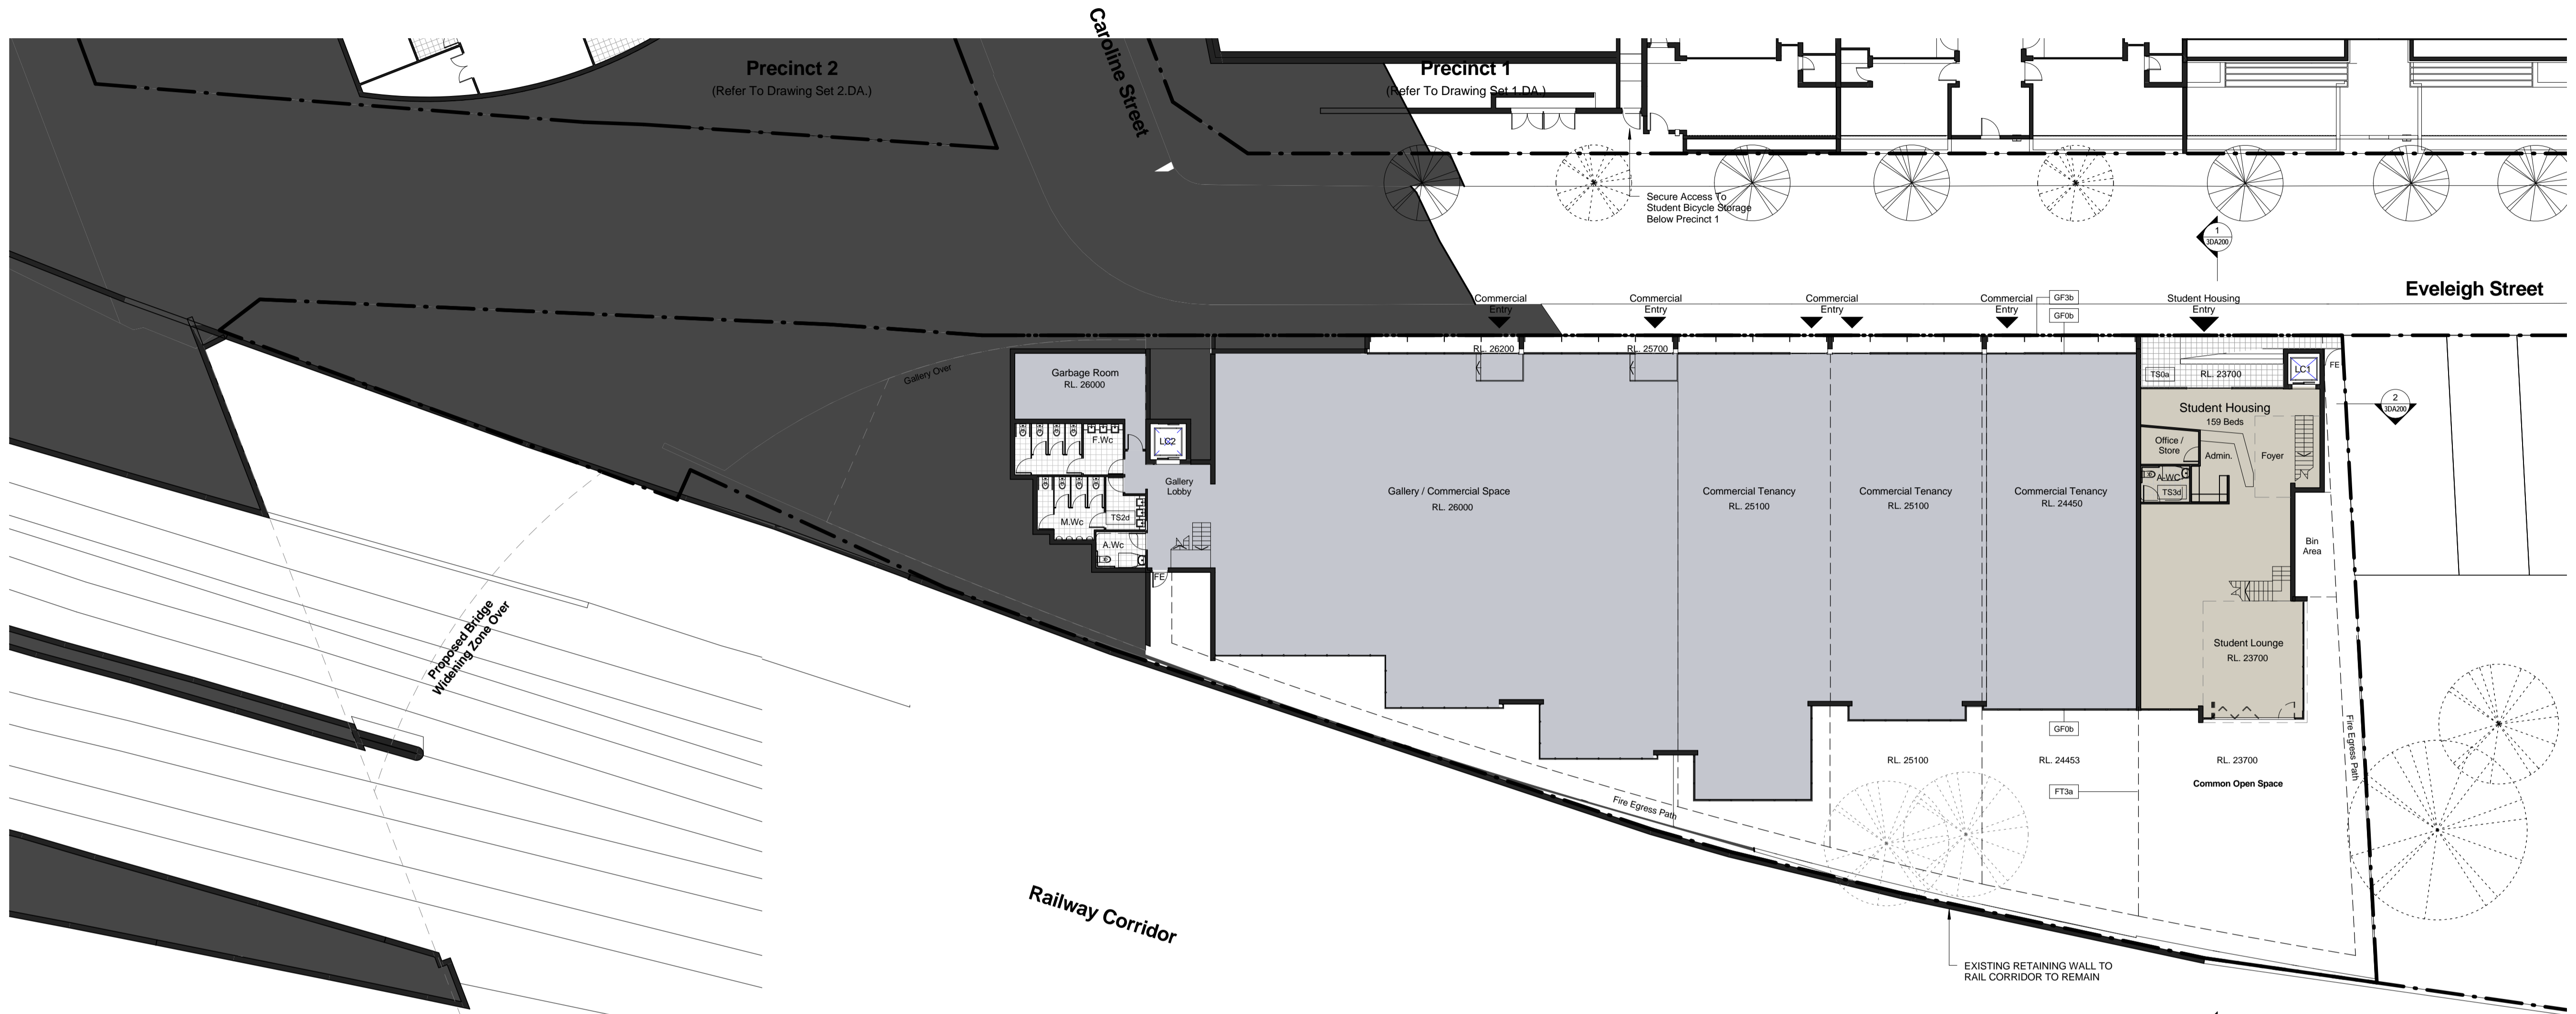 Caroline Street
Precinct 2
(Refer To Drawing Set 2.DA.)
Precinct 1
(Refer To Drawing Set 1.DA.)
Secure Access To
Student Bicycle Storage
Below Precinct 1
1
3DA200
Eveleigh Street
Commercial
Entry
Commercial
Entry
Commercial
Entry
Commercial
Entry
GF3b
GF0b
Student Housing
Entry
RL. 26200
RL. 25700
Gallery Over
Garbage Room
RL. 26000
TS0a
RL. 23700
LC1
FE
2
3DA200
Student Housing
159 Beds
F.Wc
LC2
Office /
Store
Admin.
Foyer
A-WC
TS3d
Gallery
Lobby
Gallery / Commercial Space
RL. 26000
Commercial Tenancy
RL. 25100
Commercial Tenancy
RL. 25100
Commercial Tenancy
RL. 24450
TS2d
M.Wc
A.Wc
FE
Bin
Area
Student Lounge
RL. 23700
Proposed Bridge
Widening Zone Over
GF0b
Fire Egress Path
RL. 25100
RL. 24453
RL. 23700
Common Open Space
FT3a
Fire Egress Path
Railway Corridor
EXISTING RETAINING WALL TO
RAIL CORRIDOR TO REMAIN